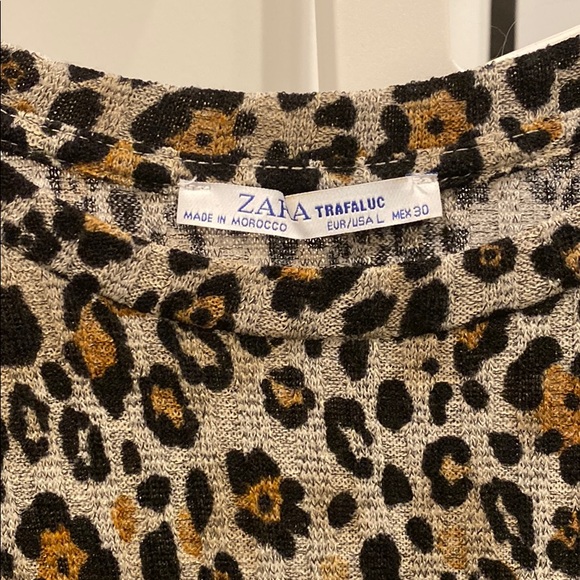 ZARA TRAFALUC
MADE IN MOROCCO EUR/USA L MEX 30